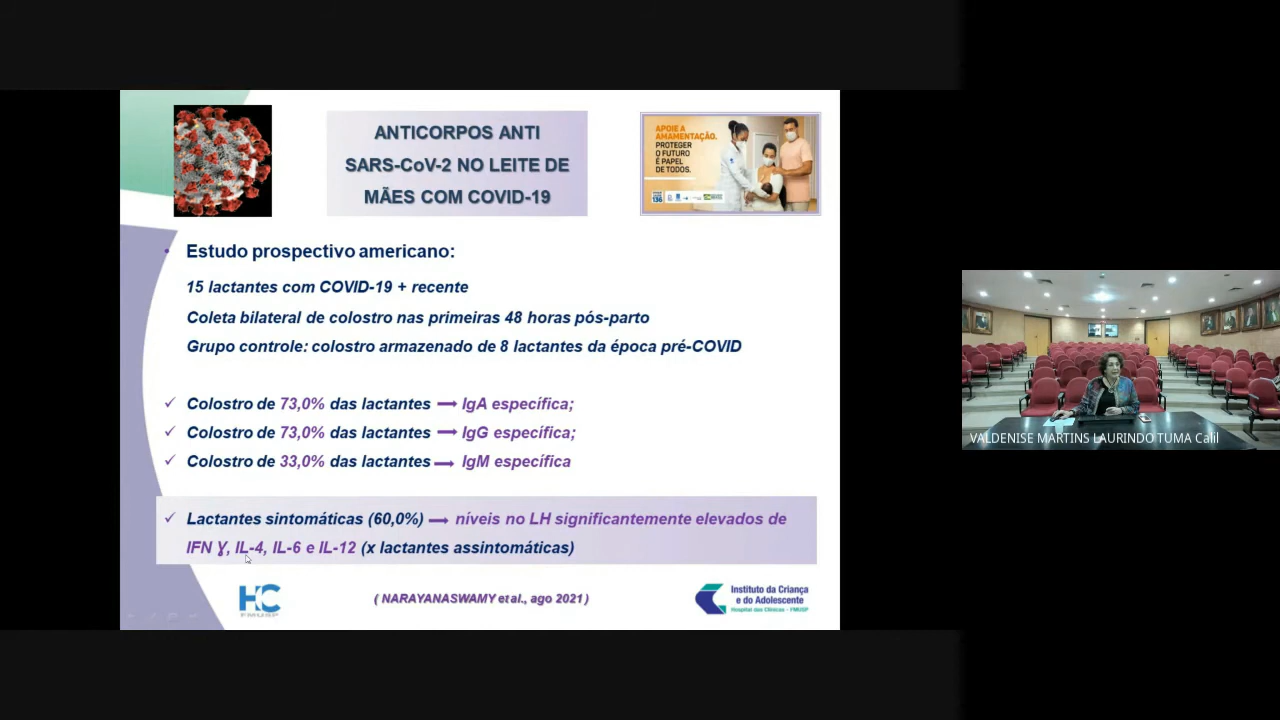 ANTICORPOS ANTI
SARS-CoV-2 NO LEITE DE
MÃES COM COVID-19
APOIE A
AMAMENTAÇÃO.
PROTEGER
O FUTURO
É PAPEL
DE TODOS.
• Estudo prospectivo americano:
15 lactantes com COVID-19 + recente
Coleta bilateral de colostro nas primeiras 48 horas pós-parto
Grupo controle: colostro armazenado de 8 lactantes da época pré-COVID
✓ Colostro de 73,0% das lactantes → IgA específica;
✓ Colostro de 73,0% das lactantes → IgG específica;
✓ Colostro de 33,0% das lactantes → IgM específica
✓ Lactantes sintomáticas (60,0%) → níveis no LH significantemente elevados de
IFN Ɣ, IL-4, IL-6 e IL-12 (x lactantes assintomáticas)
HC
FMUSP
( NARAYANASWAMY et al., ago 2021)
Instituto da Criança
e do Adolescente
Hospital das Clínicas - FMUSP
VALDENISE MARTINS LAURINDO TUMA Calil